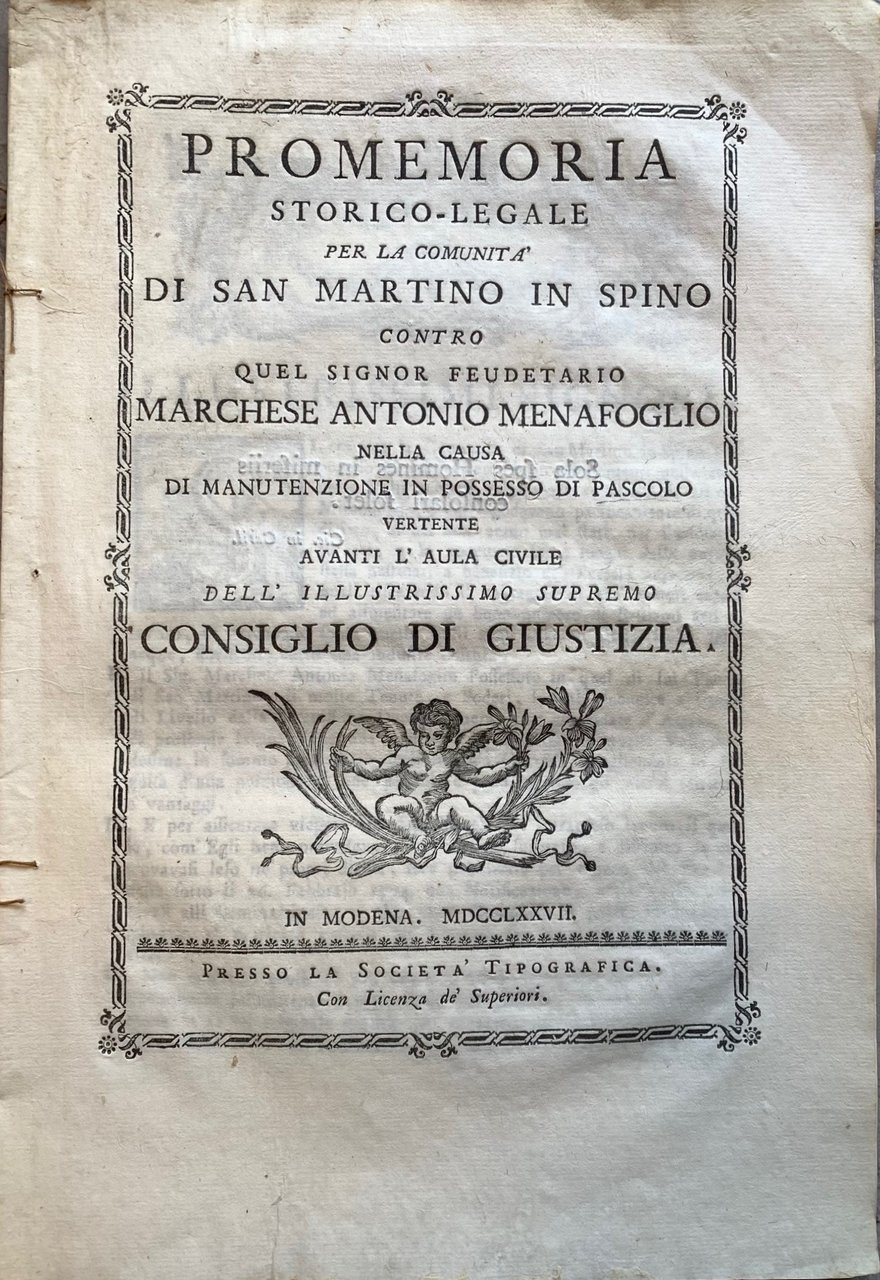 PROMEMORIA
STORICO-LEGALE
PER LA COMUNITA'
DI SAN MARTINO IN SPINO
CONTRO
QUEL SIGNOR FEUDETARIO
MARCHESE ANTONIO MENAFOGLIO
NELLA CAUSA
DI MANUTENZIONE IN POSSESSO DI PASCOLO
VERTENTE
AVANTI L' AULA CIVILE
DELL' ILLUSTRISSIMO SUPREMO
CONSIGLIO DI GIUSTIZIA.
IN MODENA. MDCCLXXVII.
PRESSO LA SOCIETA' TIPOGRAFICA.
Con Licenza de' Superiori.